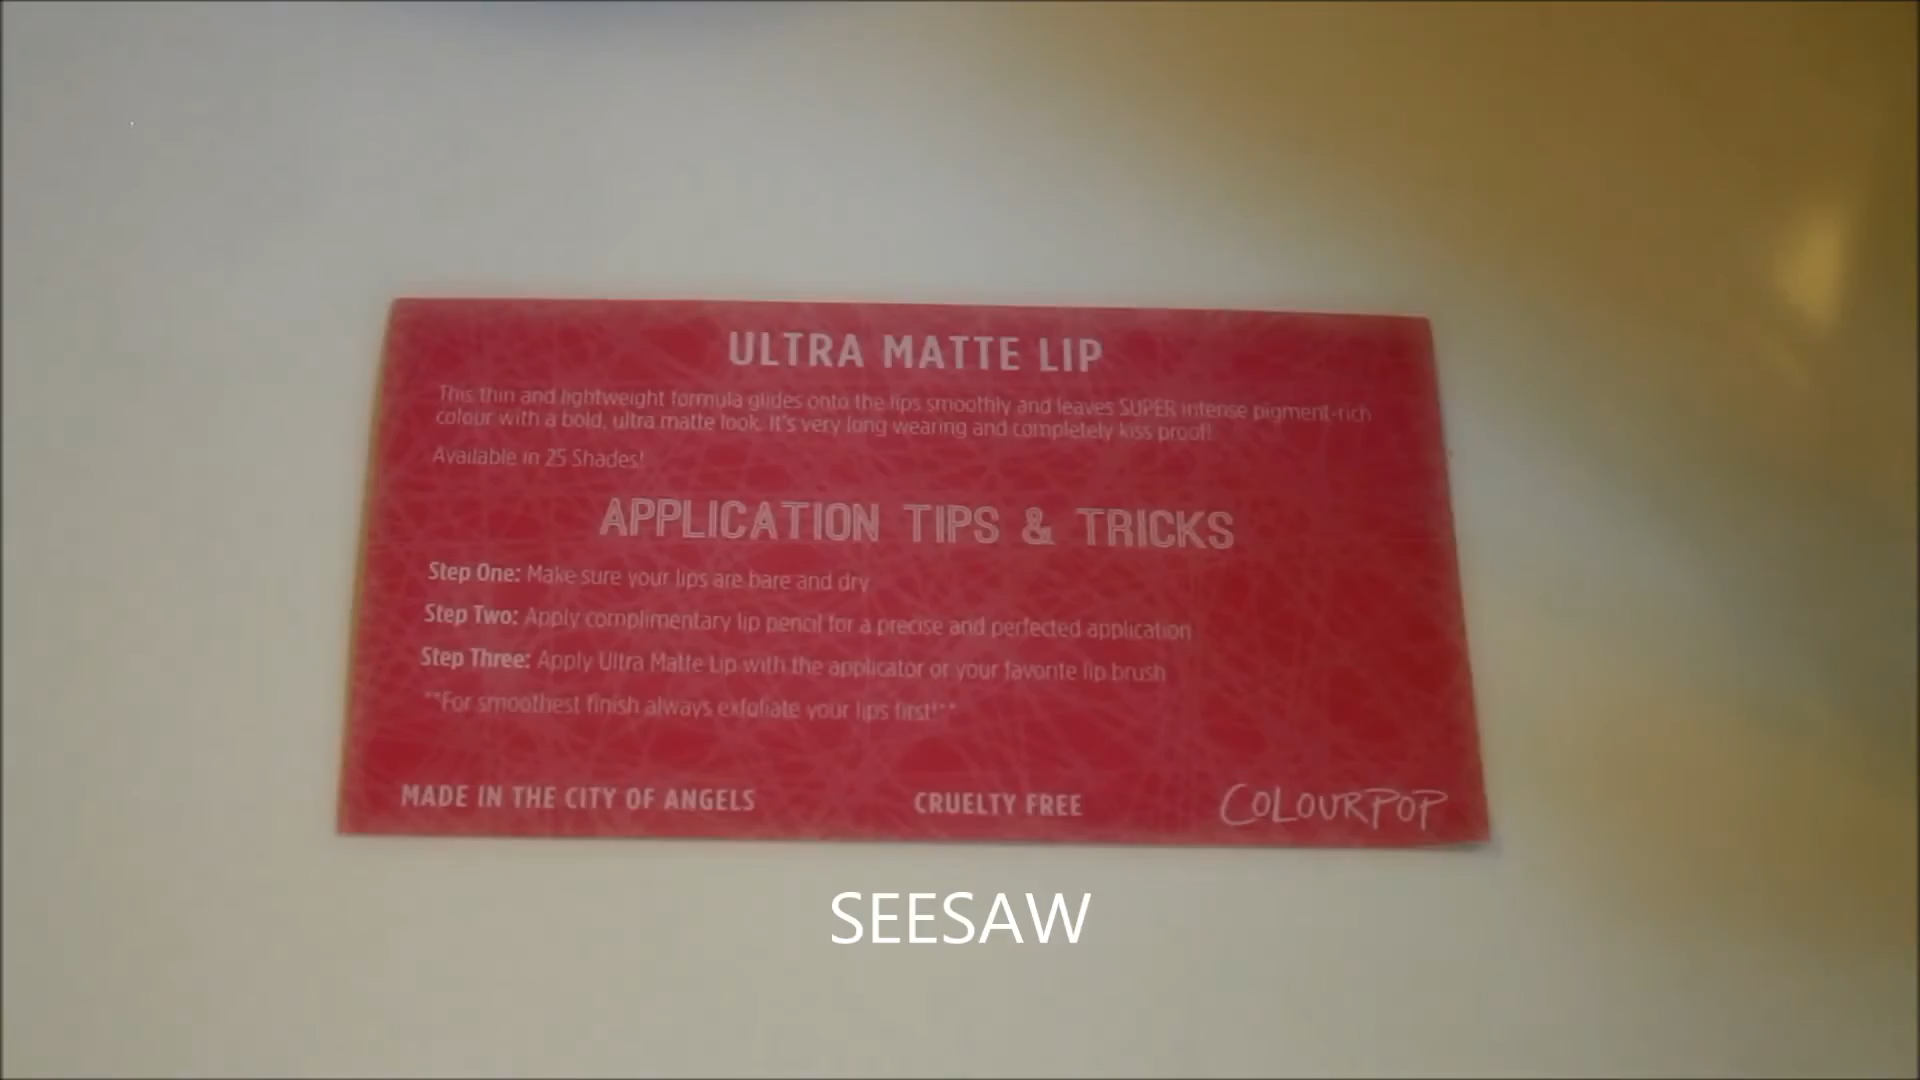 ULTRA MATTE LIP
This thin and lightweight formula glides onto the lips smoothly and leaves SUPER intense pigment-rich
colour with a bold, ultra matte look. It's very long wearing and completely kiss proof!
Available in 25 Shades!
APPLICATION TIPS & TRICKS
Step One: Make sure your lips are bare and dry
Step Two: Apply complimentary lip pencil for a precise and perfected application
Step Three: Apply Ultra Matte Lip with the applicator or your favorite lip brush
**For smoothest finish always exfoliate your lips first!**
MADE IN THE CITY OF ANGELS CRUELTY FREE COLOURPOP
SEESAW